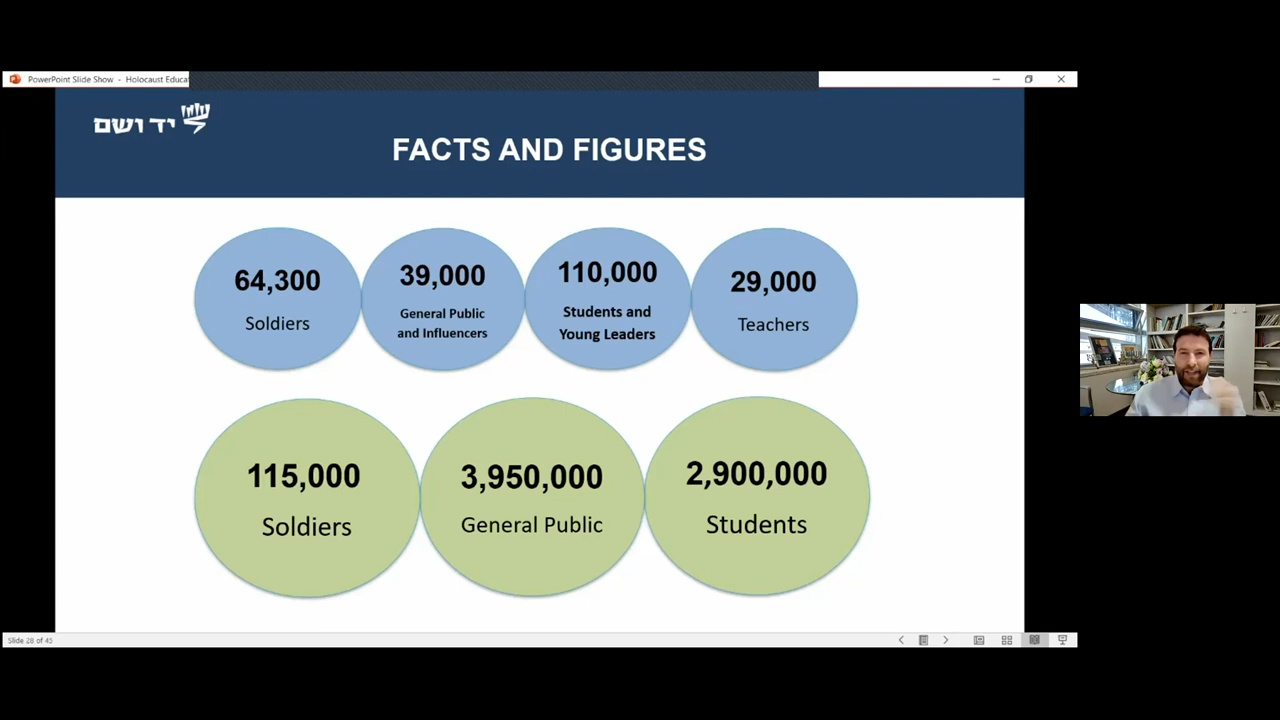 PowerPoint Slide Show - Holocaust Educa
יד ושם
FACTS AND FIGURES
64,300
Soldiers
39,000
General Public
and Influencers
110,000
Students and
Young Leaders
29,000
Teachers
115,000
Soldiers
3,950,000
General Public
2,900,000
Students
Slide 28 of 45